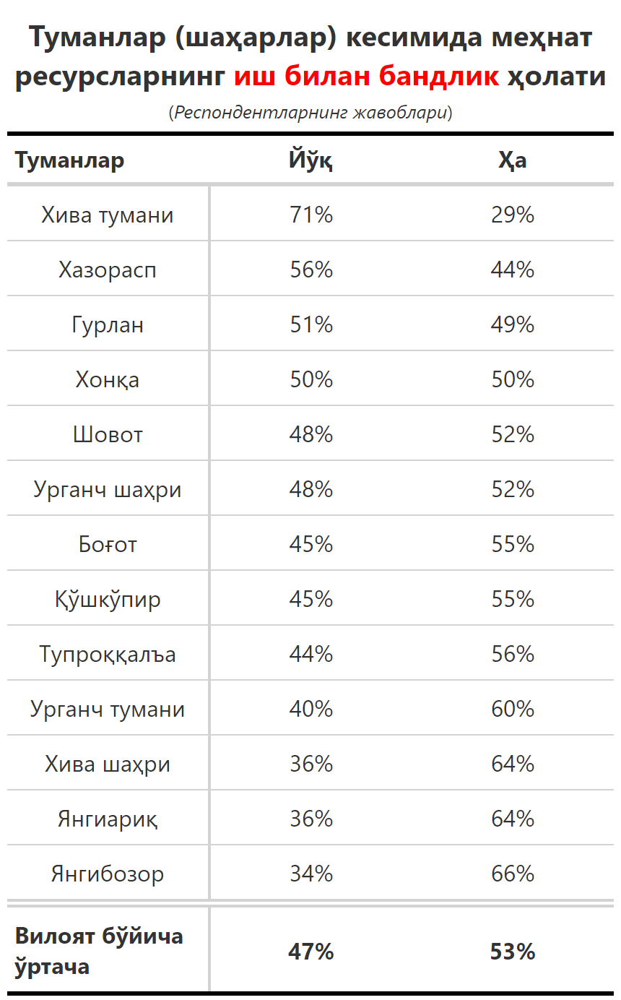 Туманлар (шаҳарлар) кесимида меҳнат
ресурсларнинг иш билан бандлик ҳолати
(Респондентларнинг жавоблари)
Туманлар Йўқ Ҳа
Хива тумани 71% 29%
Хазорасп 56% 44%
Гурлан 51% 49%
Хонқа 50% 50%
Шовот 48% 52%
Урганч шаҳри 48% 52%
Боғот 45% 55%
Қўшкўпир 45% 55%
Тупроққалъа 44% 56%
Урганч тумани 40% 60%
Хива шаҳри 36% 64%
Янгиариқ 36% 64%
Янгибозор 34% 66%
Вилоят бўйича
ўртача 47% 53%